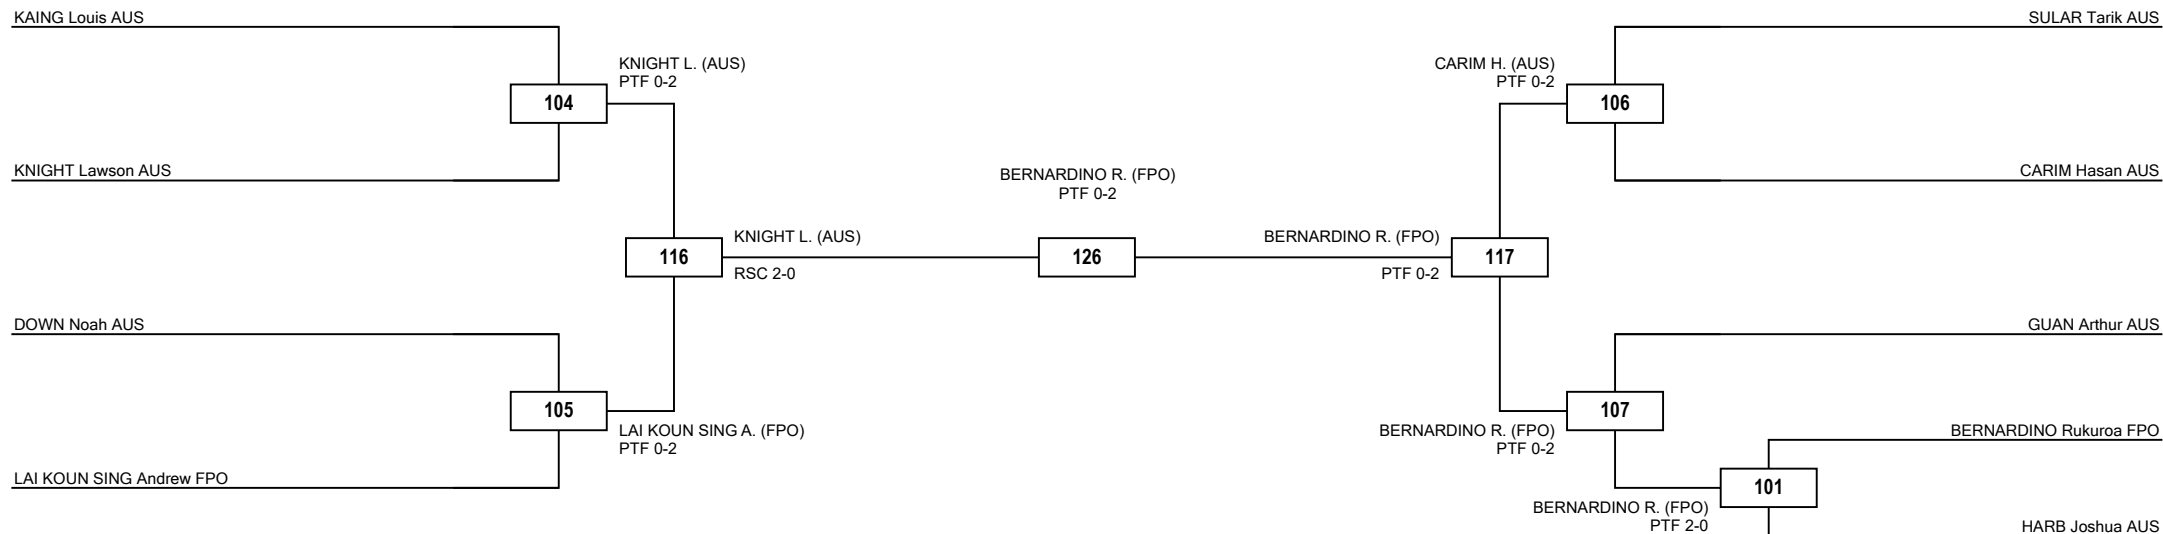 KAING Louis AUS
SULAR Tarik AUS
KNIGHT L. (AUS)
PTF 0-2
CARIM H. (AUS)
PTF 0-2
104
106
KNIGHT Lawson AUS
CARIM Hasan AUS
BERNARDINO R. (FPO)
PTF 0-2
KNIGHT L. (AUS)
BERNARDINO R. (FPO)
116
126
117
RSC 2-0
PTF 0-2
DOWN Noah AUS
GUAN Arthur AUS
105
107
LAI KOUN SING A. (FPO)
PTF 0-2
BERNARDINO R. (FPO)
PTF 0-2
BERNARDINO Rukuroa FPO
LAI KOUN SING Andrew FPO
101
BERNARDINO R. (FPO)
PTF 2-0
HARB Joshua AUS